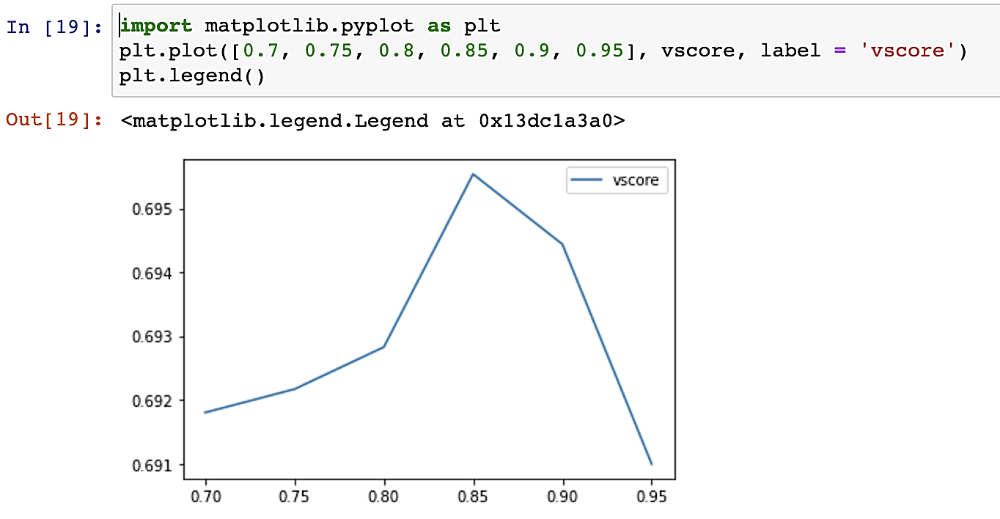 In [19]: import matplotlib.pyplot as plt
plt.plot([0.7, 0.75, 0.8, 0.85, 0.9, 0.95], vscore, label = 'vscore')
plt.legend()
Out[19]: <matplotlib.legend.Legend at 0x13dc1a3a0>
vscore
0.695
0.694
0.693
0.692
0.691
0.70 0.75 0.80 0.85 0.90 0.95